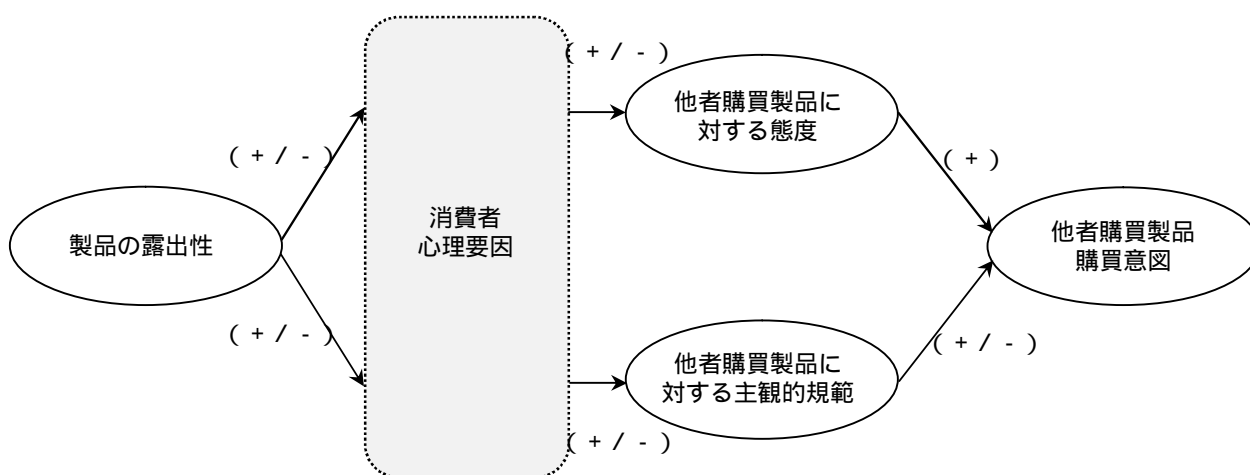 ( + / - )
他者購買製品に
対する態度
( + / - )
( + )
消費者
心理要因
製品の露出性
他者購買製品
購買意図
( + / - )
( + / - )
他者購買製品に
対する主観的規範
( + / - )